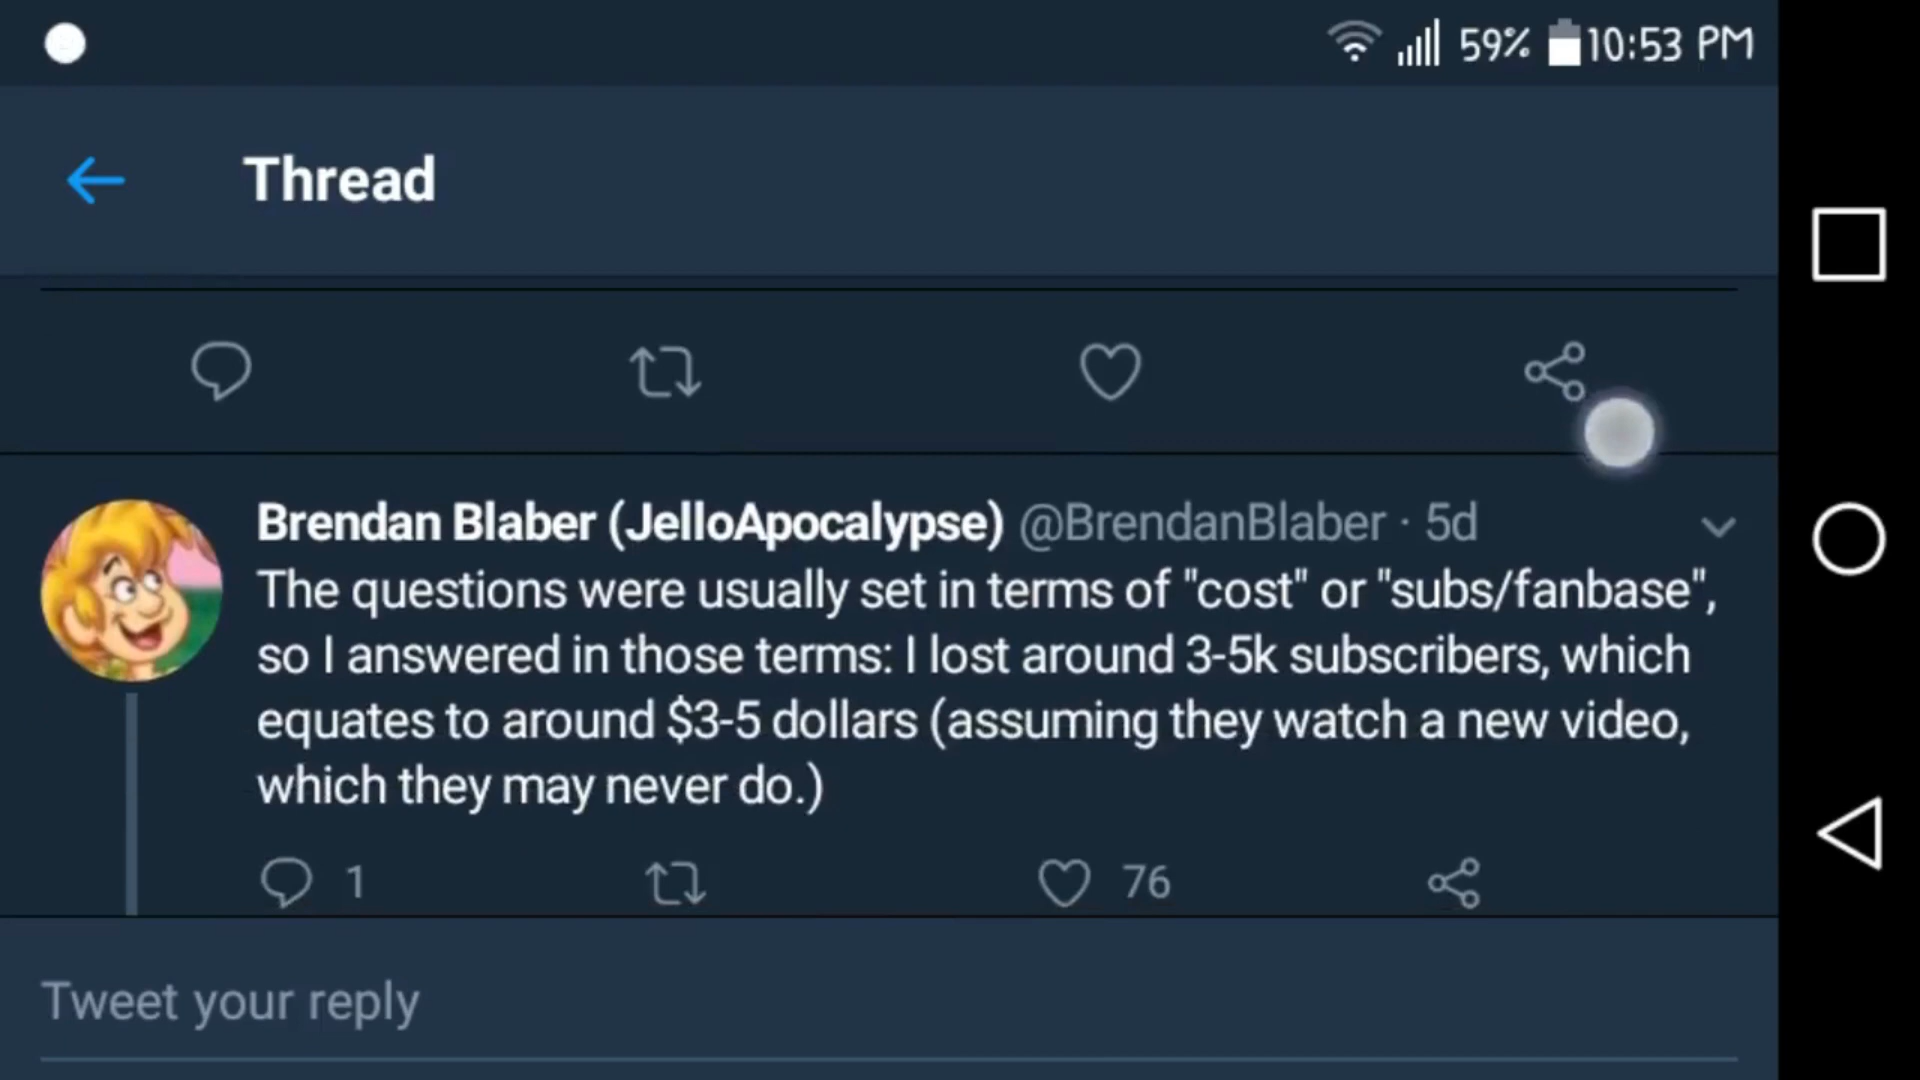 59% 10:53 PM
Thread
Brendan Blaber (JelloApocalypse) @BrendanBlaber · 5d
The questions were usually set in terms of "cost" or "subs/fanbase",
so I answered in those terms: I lost around 3-5k subscribers, which
equates to around $3-5 dollars (assuming they watch a new video,
which they may never do.)
1 76
Tweet your reply